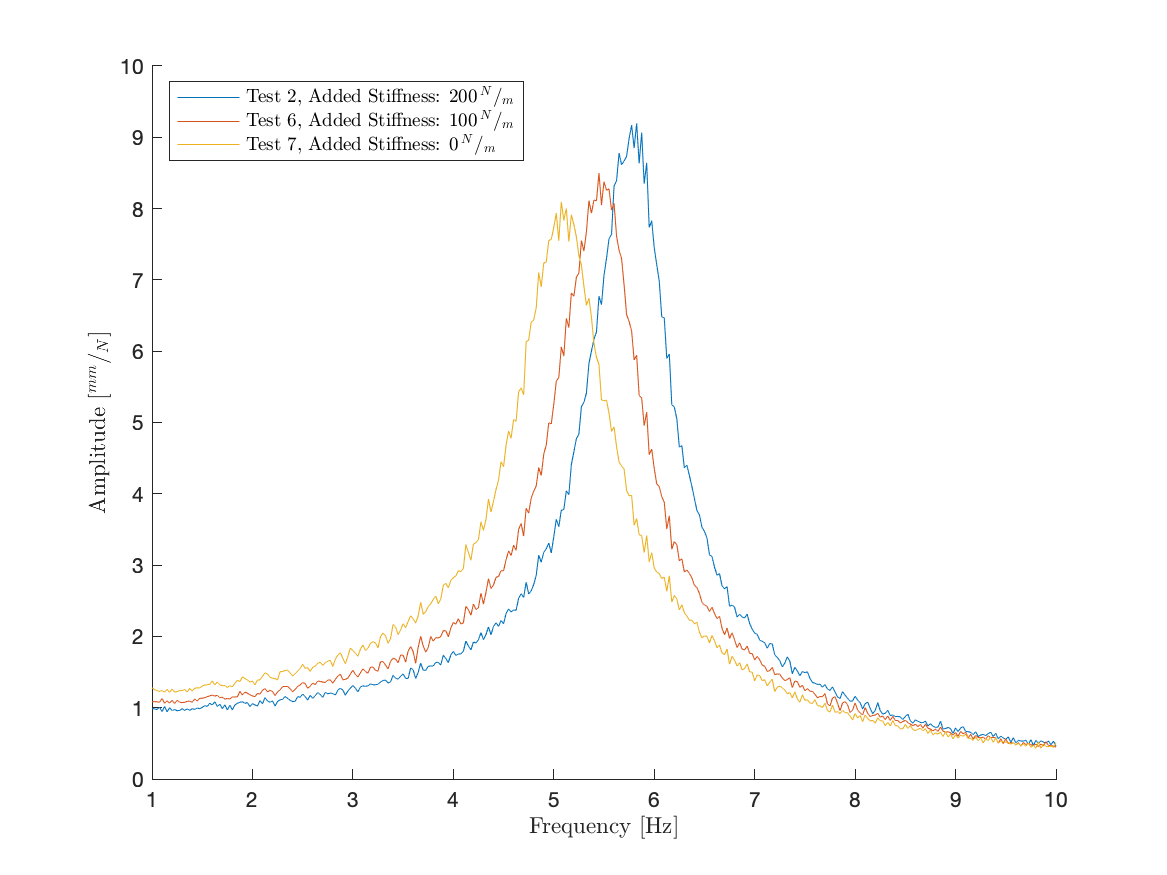 10
9
8
7
6
5
4
3
2
1
0
Test 2, Added Stiffness: 200 N/m
Test 6, Added Stiffness: 100 N/m
Test 7, Added Stiffness: 0 N/m
Amplitude [mm/N]
1 2 3 4 5 6 7 8 9 10
Frequency [Hz]